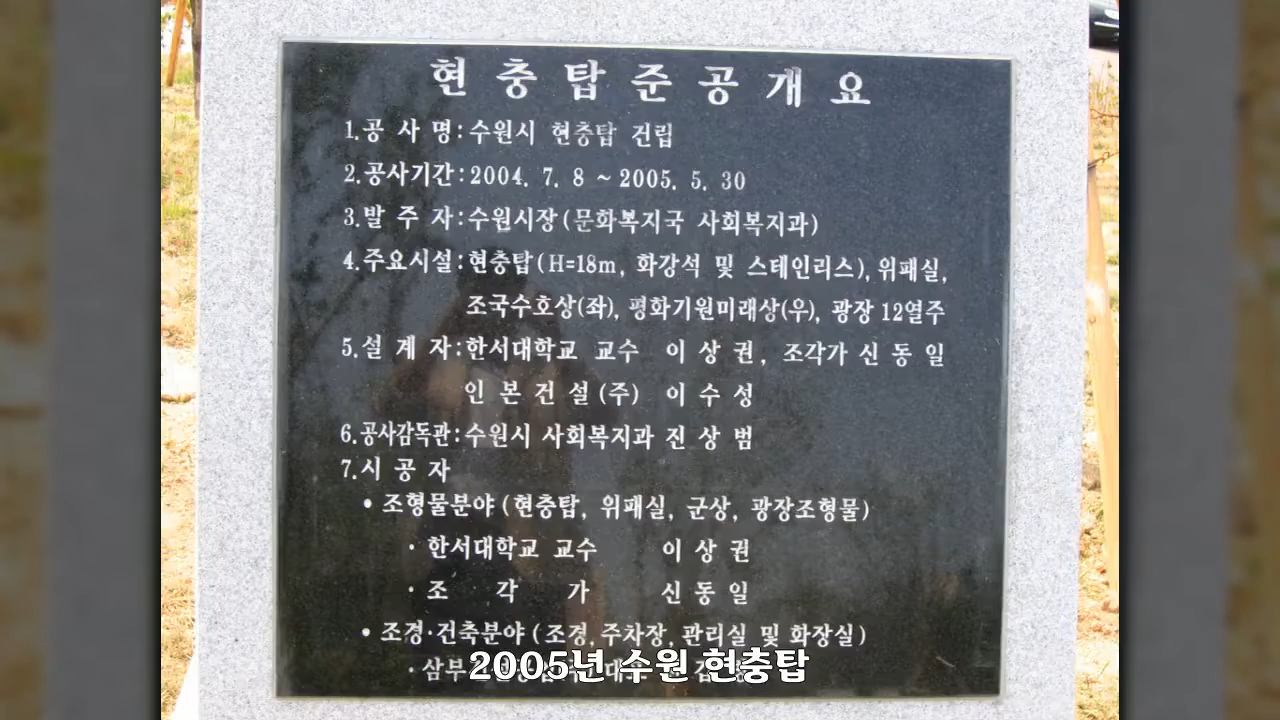 현충탑준공개요
1.공 사 명:수원시 현충탑 건립
2.공사기간:2004. 7. 8 ~ 2005. 5. 30
3.발 주 자:수원시장(문화복지국 사회복지과)
4.주요시설:현충탑(H=18m, 화강석 및 스테인리스), 위패실,
조국수호상(좌), 평화기원미래상(우), 광장 12열주
5.설 계 자:한서대학교 교수 이 상 권, 조각가 신 동 일
인 본 건 설 (주) 이 수 성
6.공사감독관:수원시 사회복지과 진 상 범
7.시 공 자
• 조형물분야 (현충탑, 위패실, 군상, 광장조형물)
· 한서대학교 교수 이 상 권
· 조 각 가 신 동 일
• 조경·건축분야 (조경, 주차장, 관리실 및 화장실)
· 삼부
2005년 수원 현충탑